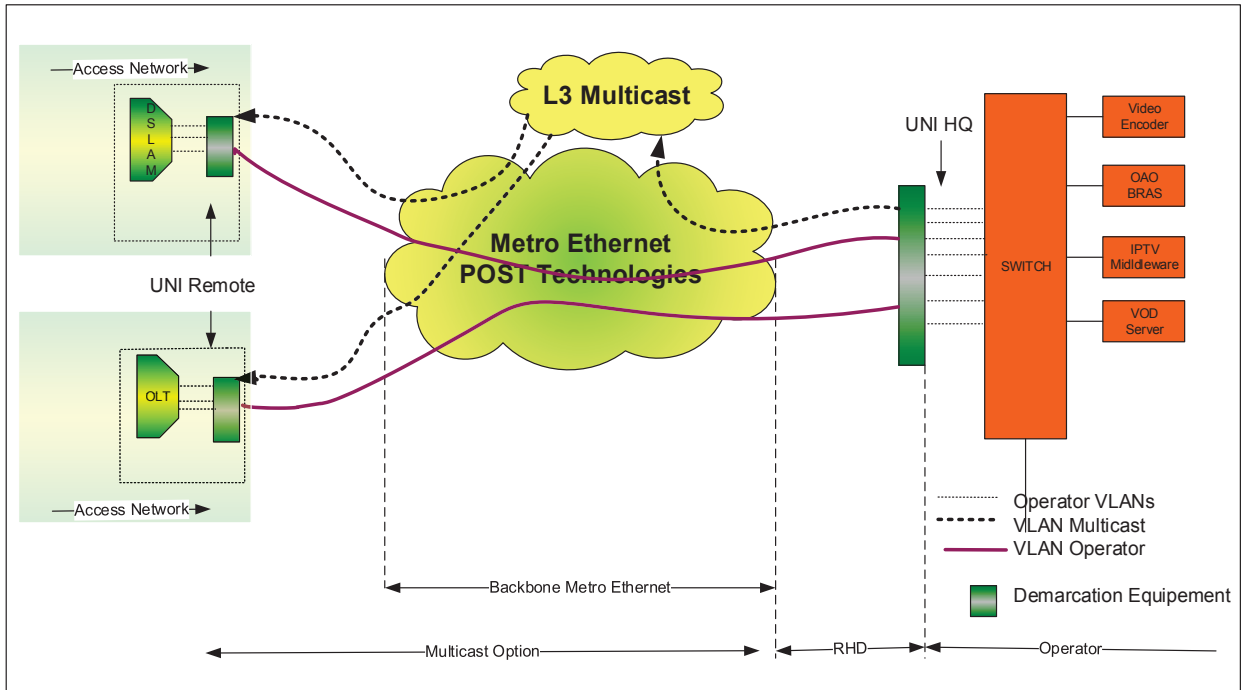 Access Network
DSLAM
UNI Remote
OLT
Access Network
L3 Multicast
Metro Ethernet
POST Technologies
UNI HQ
SWITCH
Video
Encoder
OAO
BRAS
IPTV
MidIdleware
VOD
Server
Operator VLANs
VLAN Multicast
VLAN Operator
Demarcation Equipement
Backbone Metro Ethernet
Multicast Option
RHD
Operator